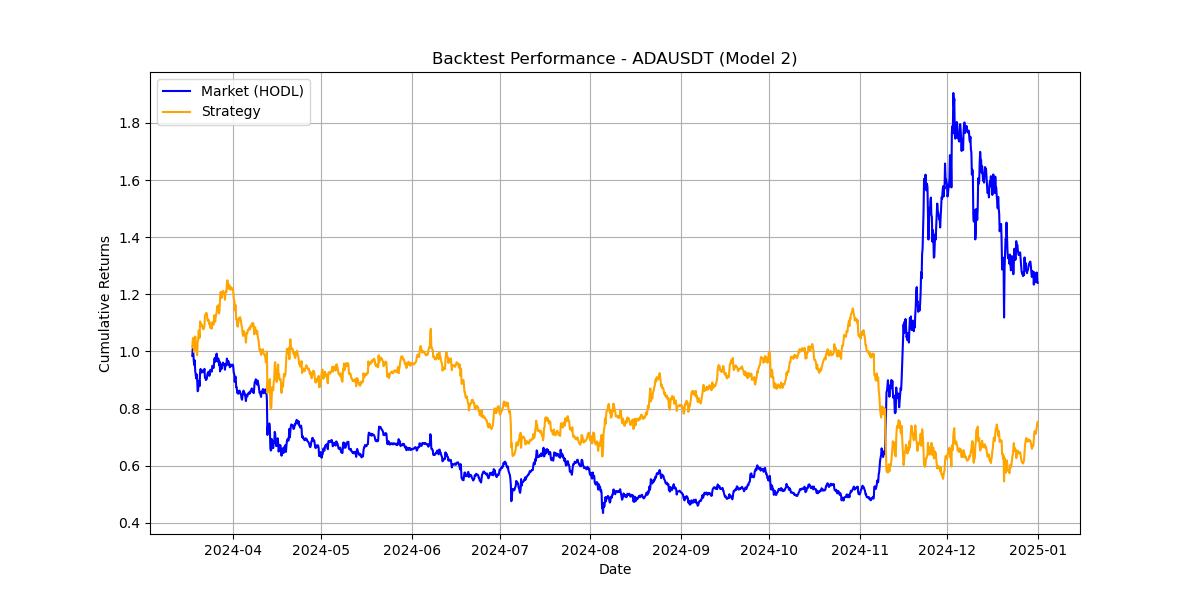 Backtest Performance - ADAUSDT (Model 2)
Market (HODL)
Strategy
Cumulative Returns
1.8
1.6
1.4
1.2
1.0
0.8
0.6
0.4
2024-04 2024-05 2024-06 2024-07 2024-08 2024-09 2024-10 2024-11 2024-12 2025-01
Date